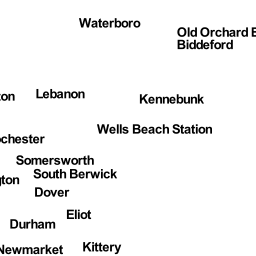 Waterboro
Old Orchard B
Biddeford
ton
Lebanon
Kennebunk
Wells Beach Station
ochester
Somersworth
South Berwick
gton
Dover
Eliot
Durham
Newmarket
Kittery